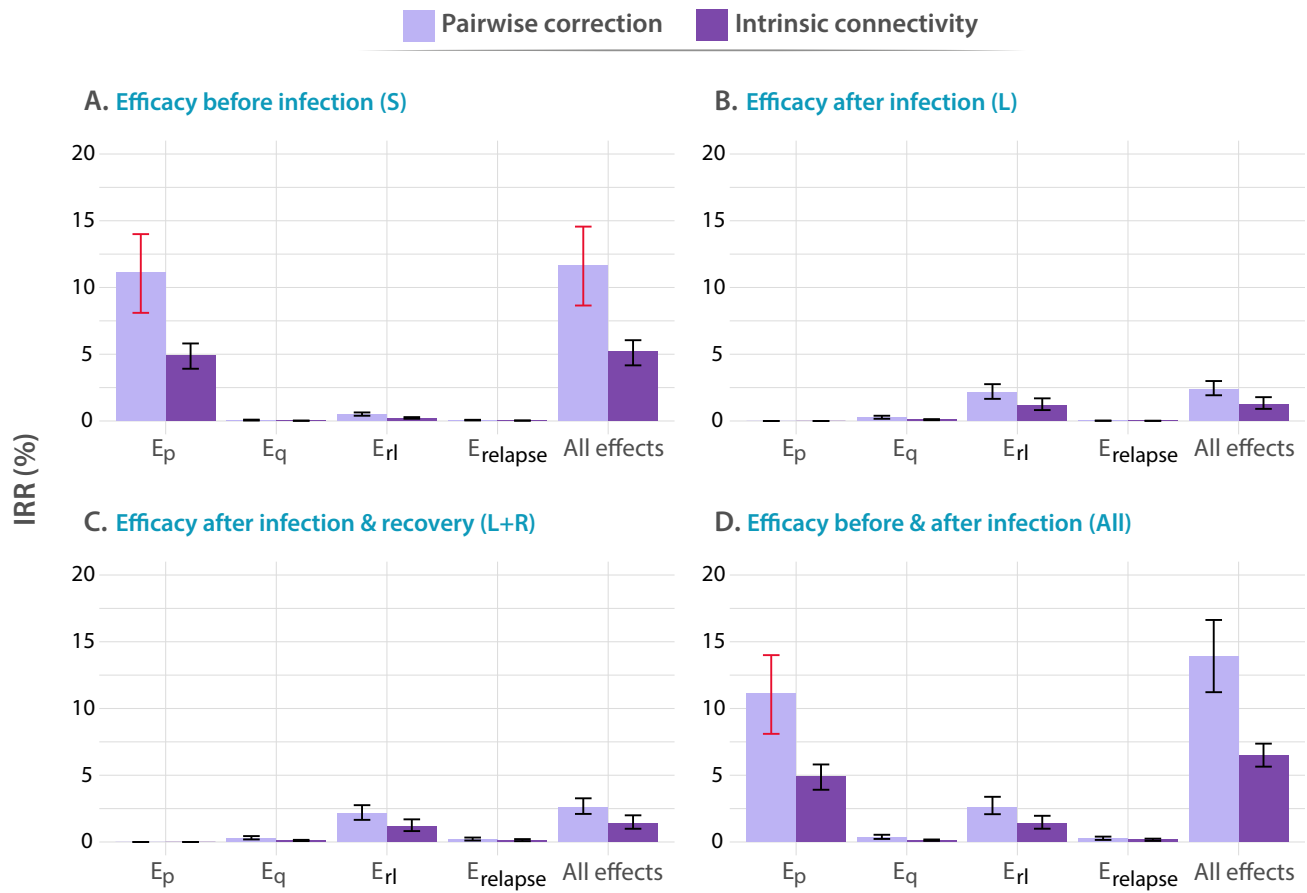 Pairwise correction Intrinsic connectivity
A. Efficacy before infection (S)
20
15
10
5
0
Ep Eq Erl Erelapse All effects
B. Efficacy after infection (L)
20
15
10
5
0
Ep Eq Erl Erelapse All effects
IRR (%)
C. Efficacy after infection & recovery (L+R)
20
15
10
5
0
Ep Eq Erl Erelapse All effects
D. Efficacy before & after infection (All)
20
15
10
5
0
Ep Eq Erl Erelapse All effects